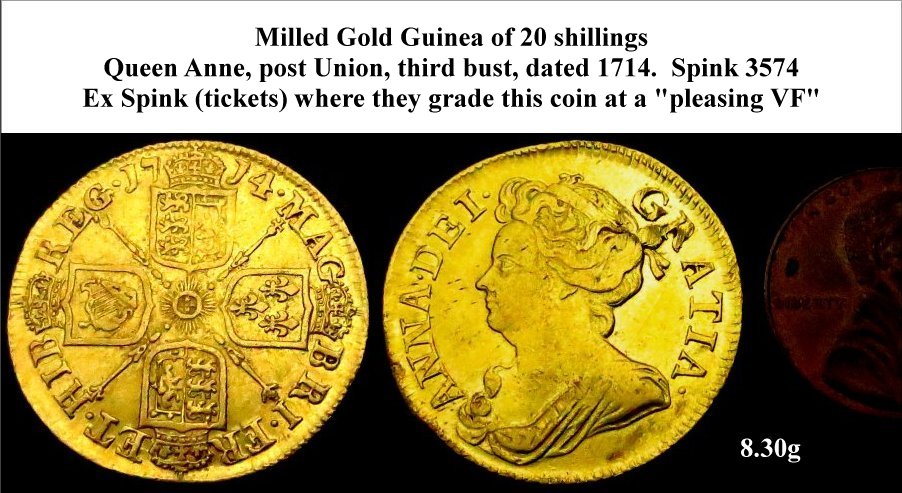 Milled Gold Guinea of 20 shillings
Queen Anne, post Union, third bust, dated 1714.  Spink 3574
Ex Spink (tickets) where they grade this coin at a "pleasing VF"
1714·MAG·BRI·FR·ET·HIB·REG·
ANNA·DEI· GRATIA·
LIBERTY
8.30g